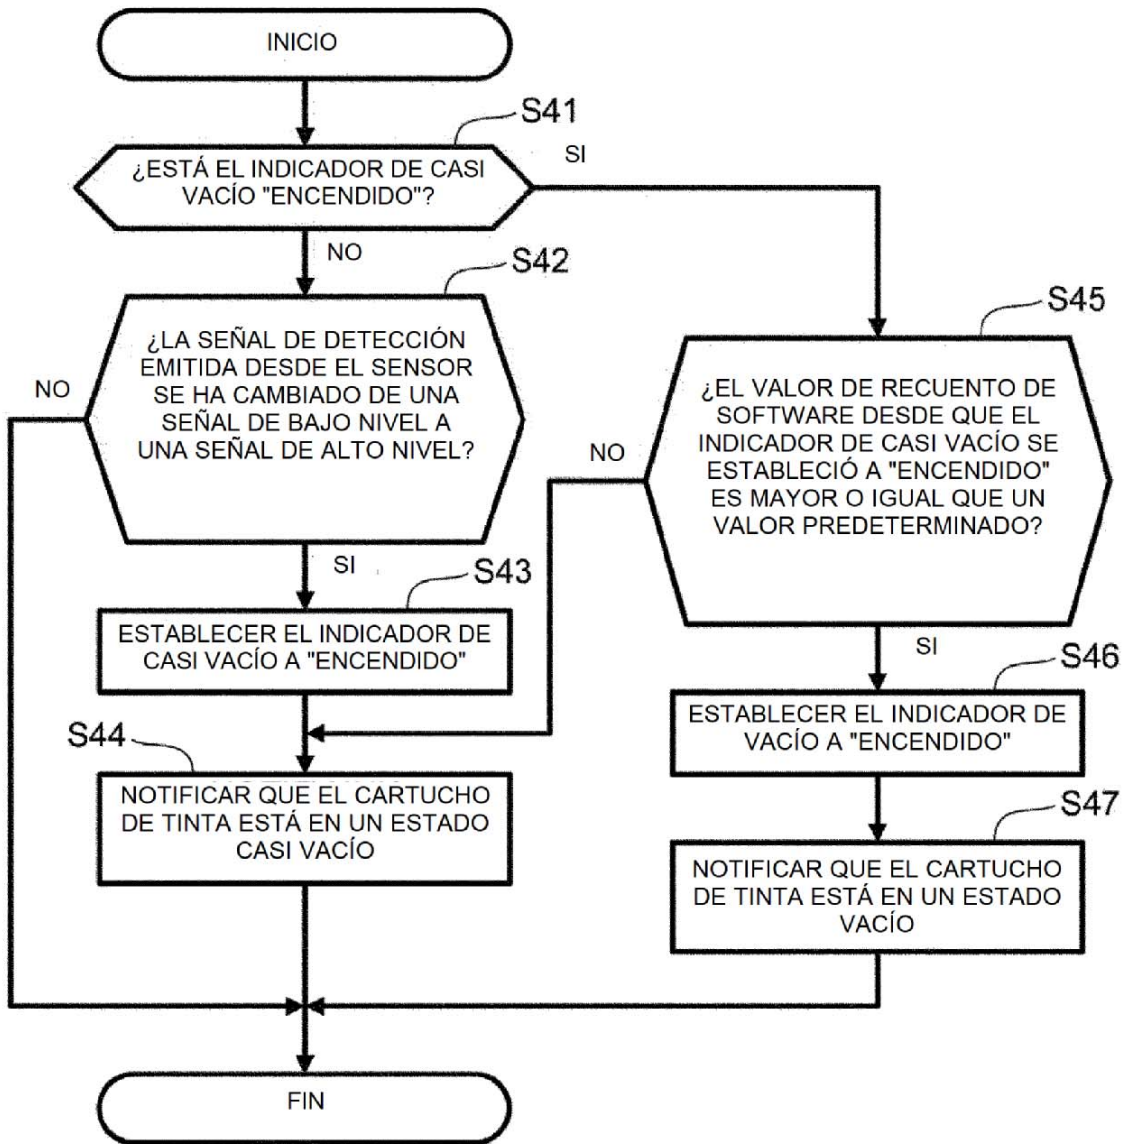 INICIO
S41
¿ESTÁ EL INDICADOR DE CASI
VACÍO "ENCENDIDO"?
SI
NO
S42
¿LA SEÑAL DE DETECCIÓN
EMITIDA DESDE EL SENSOR
SE HA CAMBIADO DE UNA
SEÑAL DE BAJO NIVEL A
UNA SEÑAL DE ALTO NIVEL?
NO
SI
S43
ESTABLECER EL INDICADOR DE
CASI VACÍO A "ENCENDIDO"
S44
NOTIFICAR QUE EL CARTUCHO
DE TINTA ESTÁ EN UN ESTADO
CASI VACÍO
S45
¿EL VALOR DE RECUENTO DE
SOFTWARE DESDE QUE EL
INDICADOR DE CASI VACÍO SE
ESTABLECIÓ A "ENCENDIDO"
ES MAYOR O IGUAL QUE UN
VALOR PREDETERMINADO?
NO
SI
S46
ESTABLECER EL INDICADOR DE
VACÍO A "ENCENDIDO"
S47
NOTIFICAR QUE EL CARTUCHO
DE TINTA ESTÁ EN UN ESTADO
VACÍO
FIN